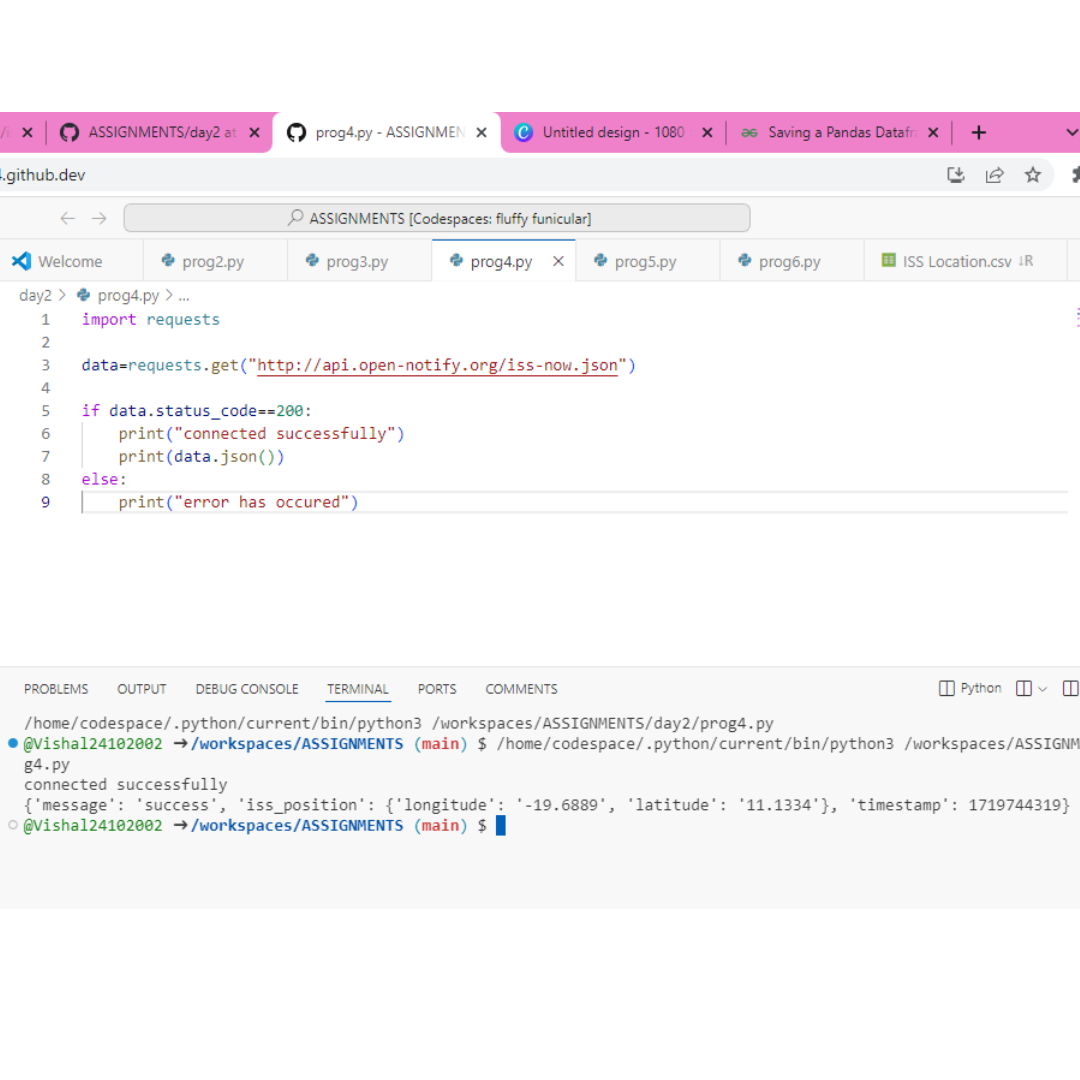 ASSIGNMENTS/day2 at
prog4.py - ASSIGNMEN
Untitled design - 1080
Saving a Pandas Datafr
.github.dev
ASSIGNMENTS [Codespaces: fluffy funicular]
Welcome
prog2.py
prog3.py
prog4.py
prog5.py
prog6.py
ISS Location.csv ↓R
day2 > prog4.py > ...
1 import requests
2
3 data=requests.get("http://api.open-notify.org/iss-now.json")
4
5 if data.status_code==200:
6 print("connected successfully")
7 print(data.json())
8 else:
9 print("error has occured")
PROBLEMS OUTPUT DEBUG CONSOLE TERMINAL PORTS COMMENTS
Python
/home/codespace/.python/current/bin/python3 /workspaces/ASSIGNMENTS/day2/prog4.py
@Vishal24102002 ➜/workspaces/ASSIGNMENTS (main) $ /home/codespace/.python/current/bin/python3 /workspaces/ASSIGNM
g4.py
connected successfully
{'message': 'success', 'iss_position': {'longitude': '-19.6889', 'latitude': '11.1334'}, 'timestamp': 1719744319}
@Vishal24102002 ➜/workspaces/ASSIGNMENTS (main) $